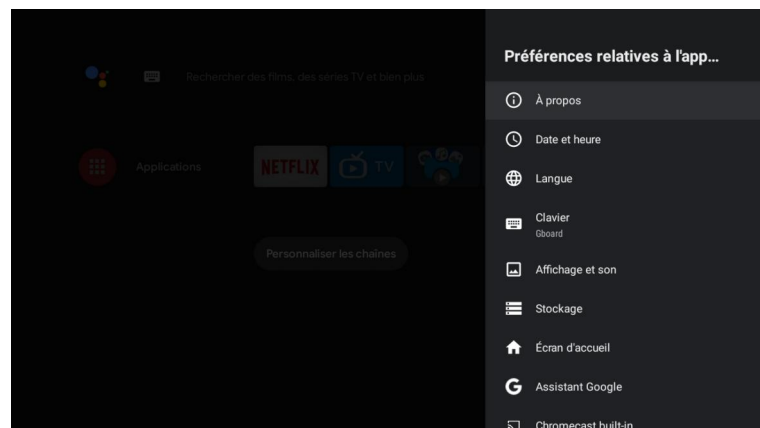 Préférences relatives à l'app...
Rechercher des films, des séries TV et bien plus
À propos
Date et heure
Applications
NETFLIX
TV
Langue
Clavier
Gboard
Personnaliser les chaînes
Affichage et son
Stockage
Écran d'accueil
Assistant Google
Chromecast built-in